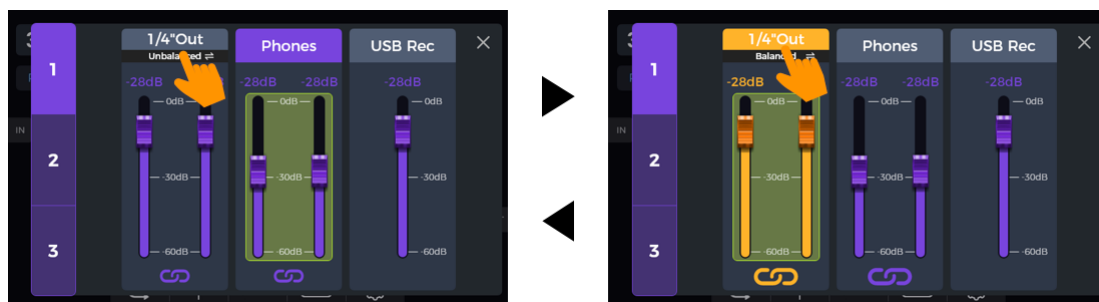 1/4"Out
Phones
USB Rec
Unbalanced ⇌
-28dB
-28dB
-28dB
-28dB
0dB
0dB
0dB
-30dB
-30dB
-30dB
-60dB
-60dB
-60dB
1
2
3
IN
1/4"Out
Phones
USB Rec
Balanced ⇌
-28dB
-28dB
-28dB
-28dB
0dB
0dB
0dB
-30dB
-30dB
-30dB
-60dB
-60dB
-60dB
1
2
3
IN